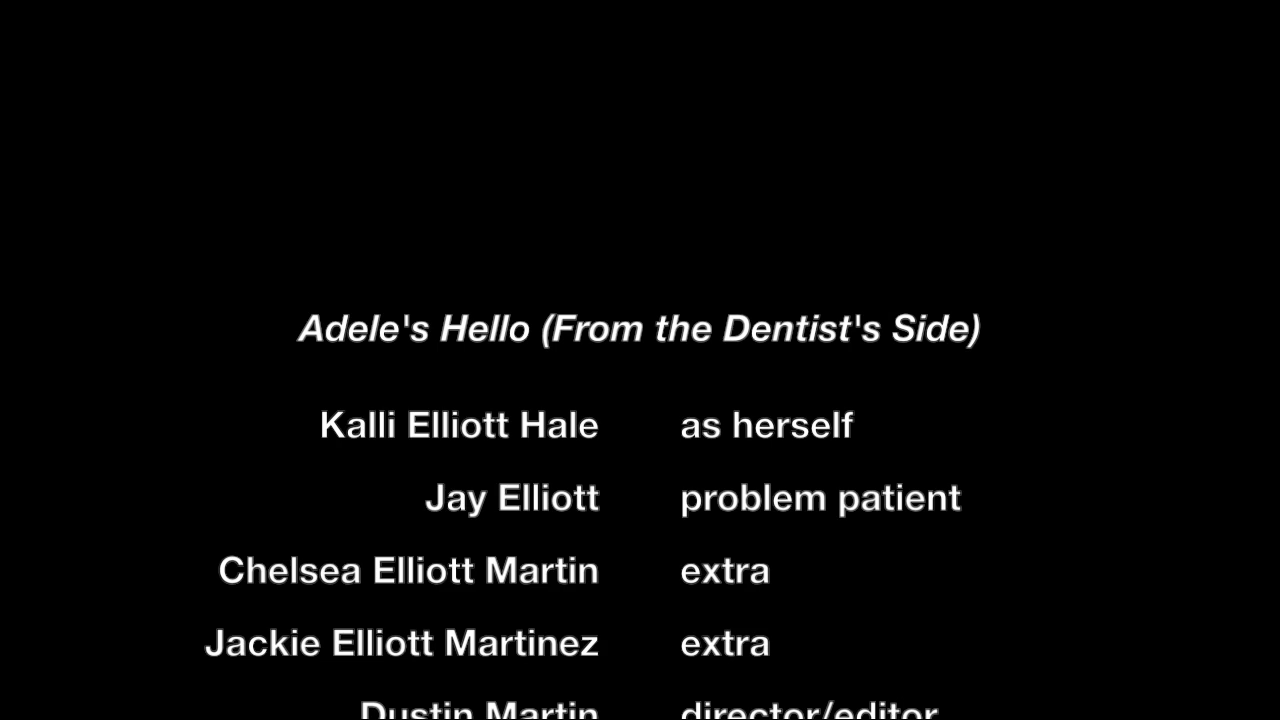 Adele's Hello (From the Dentist's Side)
Kalli Elliott Hale as herself
Jay Elliott problem patient
Chelsea Elliott Martin extra
Jackie Elliott Martinez extra
Dustin Martin director/editor